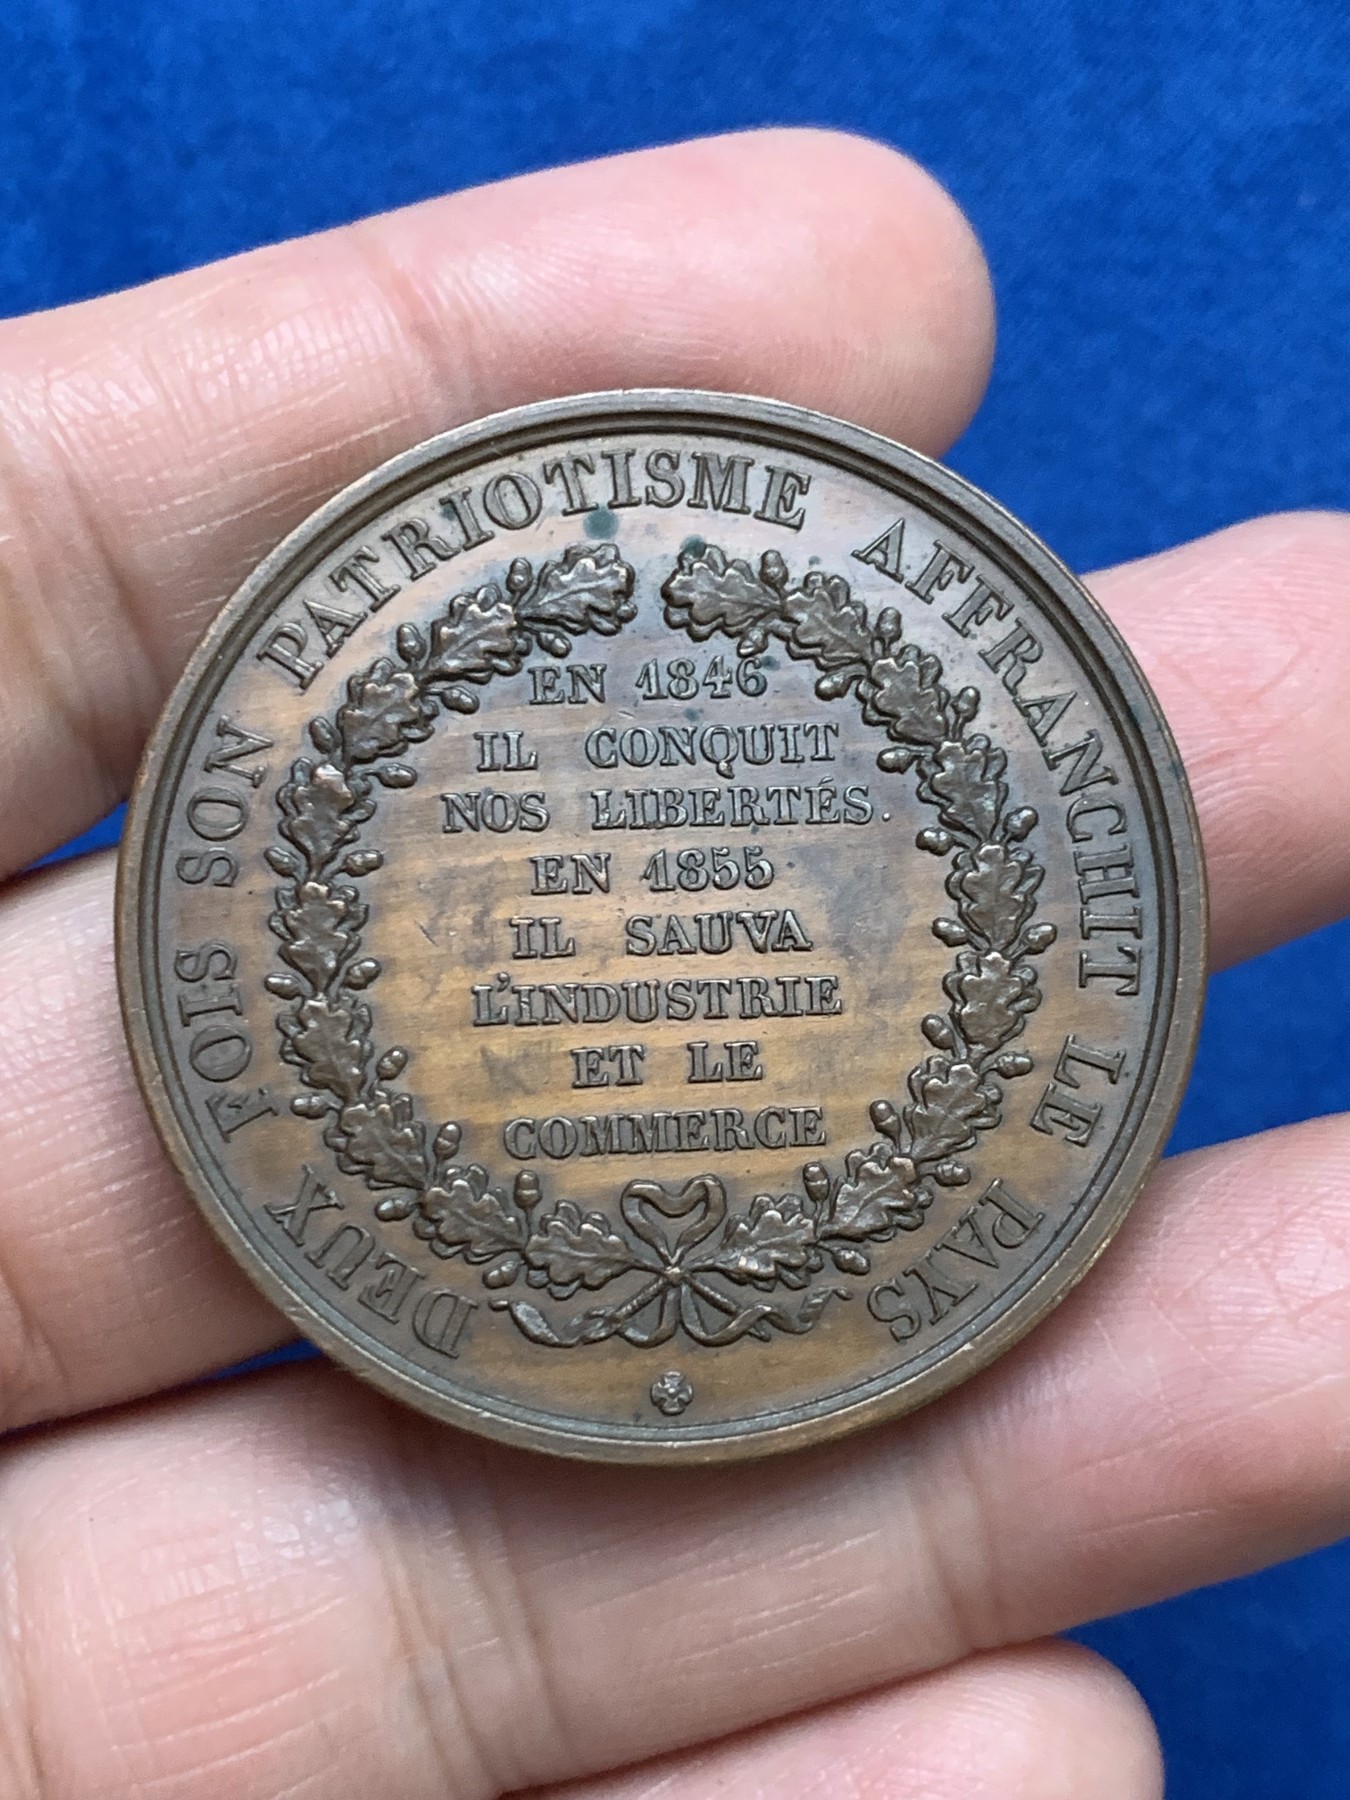 DEUX FOIS SON PATRIOTISME AFFRANCHIT LE PAYS
EN 1846
IL CONQUIT
NOS LIBERTÉS.
EN 1855
IL SAUVA
L'INDUSTRIE
ET LE
COMMERCE